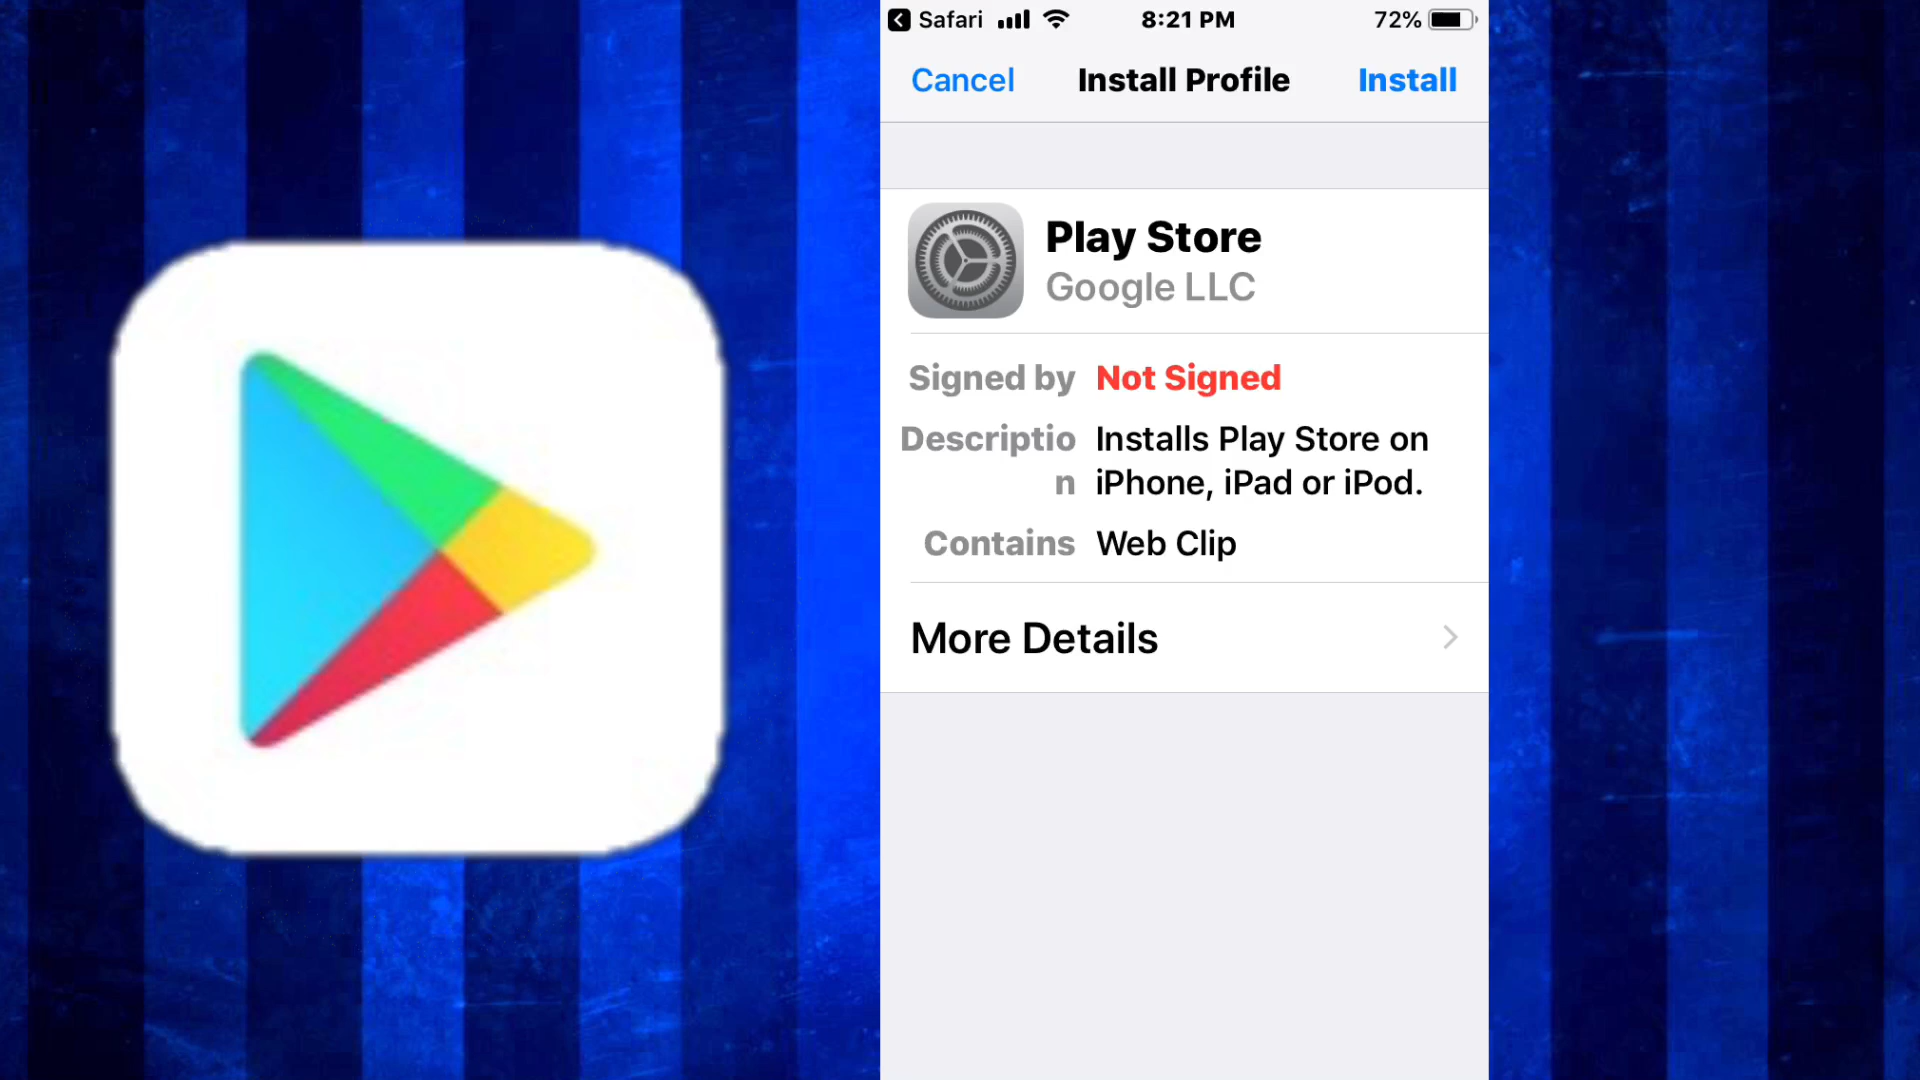 Safari 8:21 PM 72%
Cancel Install Profile Install
Play Store
Google LLC
Signed by Not Signed
Descriptio Installs Play Store on
n iPhone, iPad or iPod.
Contains Web Clip
More Details